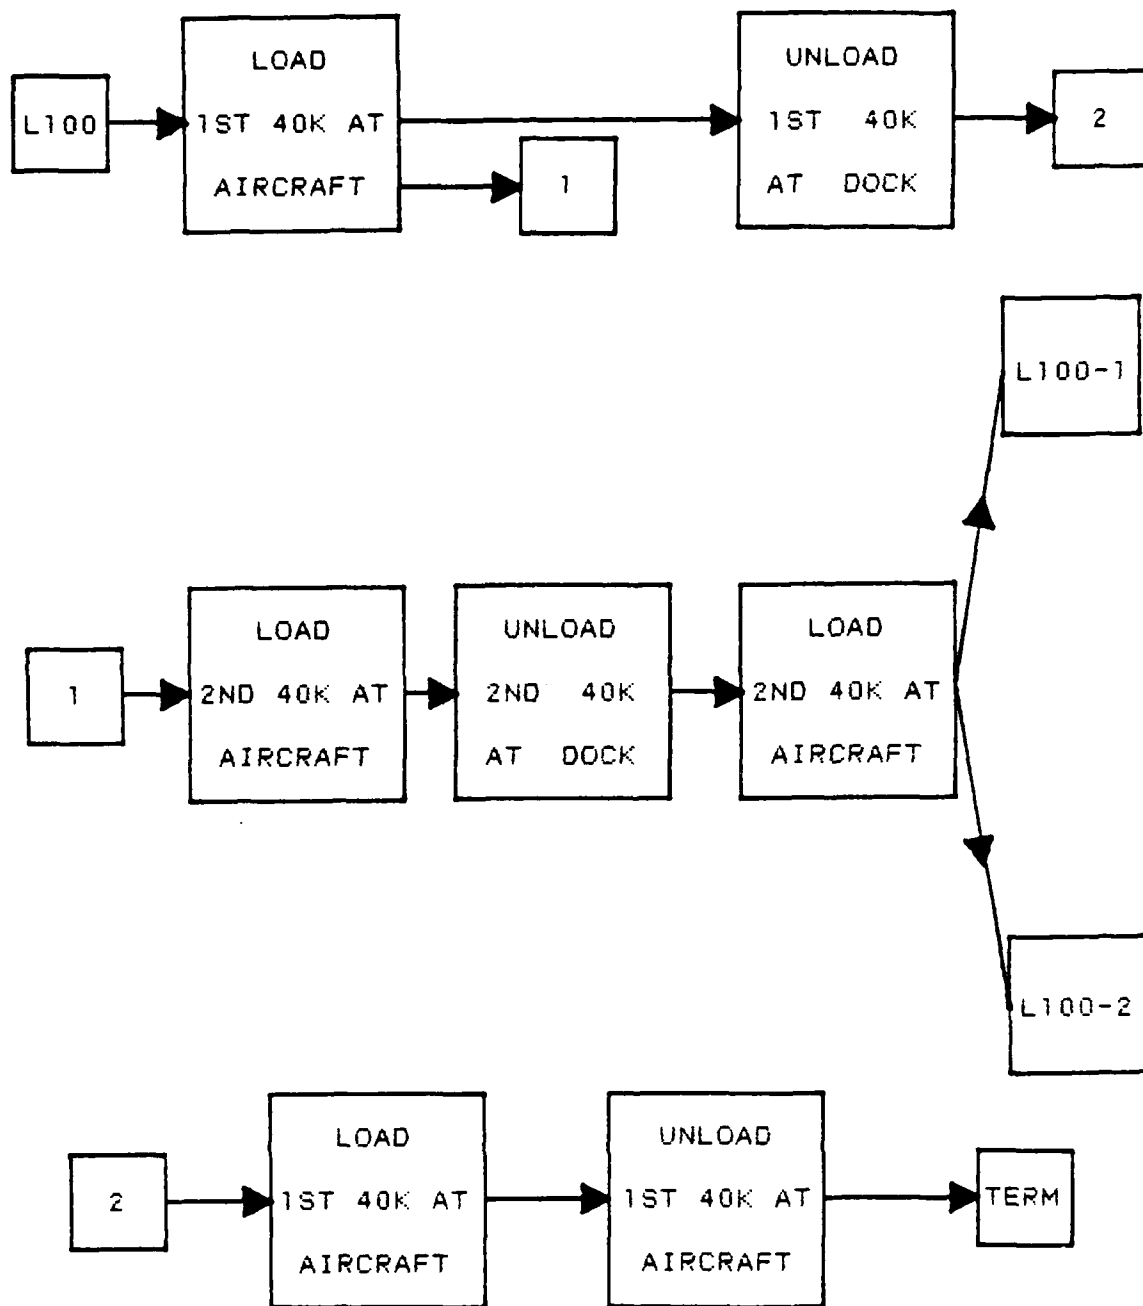 LOAD
UNLOAD
L100
1ST 40K AT
1ST 40K
2
AIRCRAFT
1
AT DOCK
L100-1
LOAD
UNLOAD
LOAD
1
2ND 40K AT
2ND 40K
2ND 40K AT
AIRCRAFT
AT DOCK
AIRCRAFT
L100-2
LOAD
UNLOAD
2
1ST 40K AT
1ST 40K AT
TERM
AIRCRAFT
AIRCRAFT